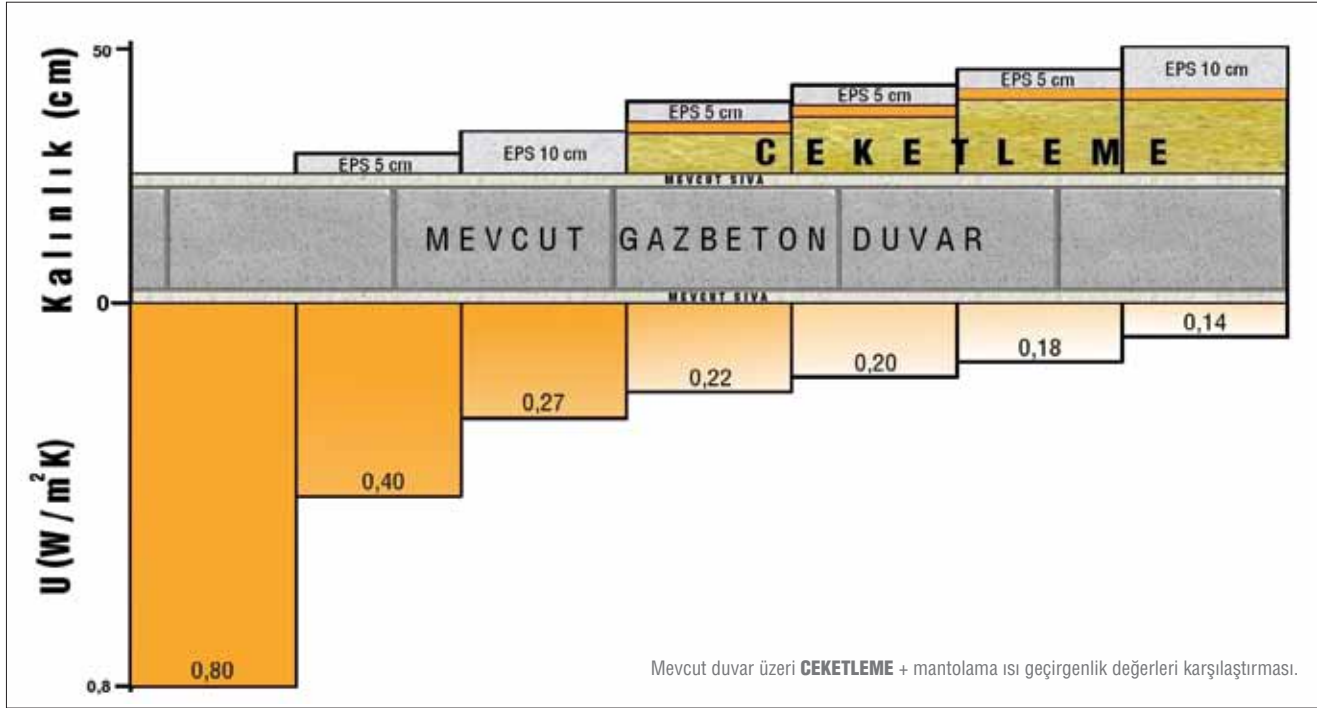 Kalınlık (cm)
50
0
EPS 5 cm
EPS 10 cm
EPS 5 cm
EPS 5 cm
EPS 5 cm
EPS 10 cm
CEKETLEME
MEVCUT SIVA
MEVCUT GAZBETON DUVAR
MEVCUT SIVA
U(W/m²K)
0,8
0,80
0,40
0,27
0,22
0,20
0,18
0,14
Mevcut duvar üzeri CEKETLEME + mantolama ısı geçirgenlik değerleri karşılaştırması.